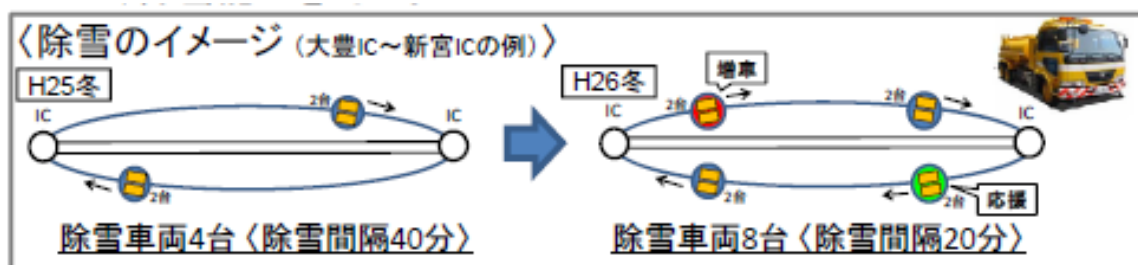 〈除雪のイメージ（大豊IC～新宮ICの例）〉
H25冬
IC
2台
IC
2台
除雪車両4台〈除雪間隔40分〉
H26冬
増車
IC
2台
2台
IC
2台
2台
応援
除雪車両8台〈除雪間隔20分〉